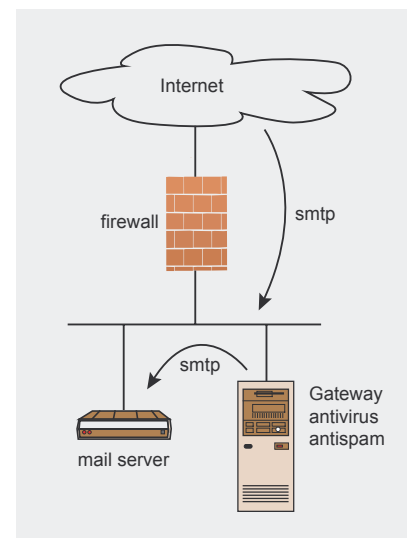 Internet
firewall
smtp
smtp
Gateway
antivirus
antispam
mail server